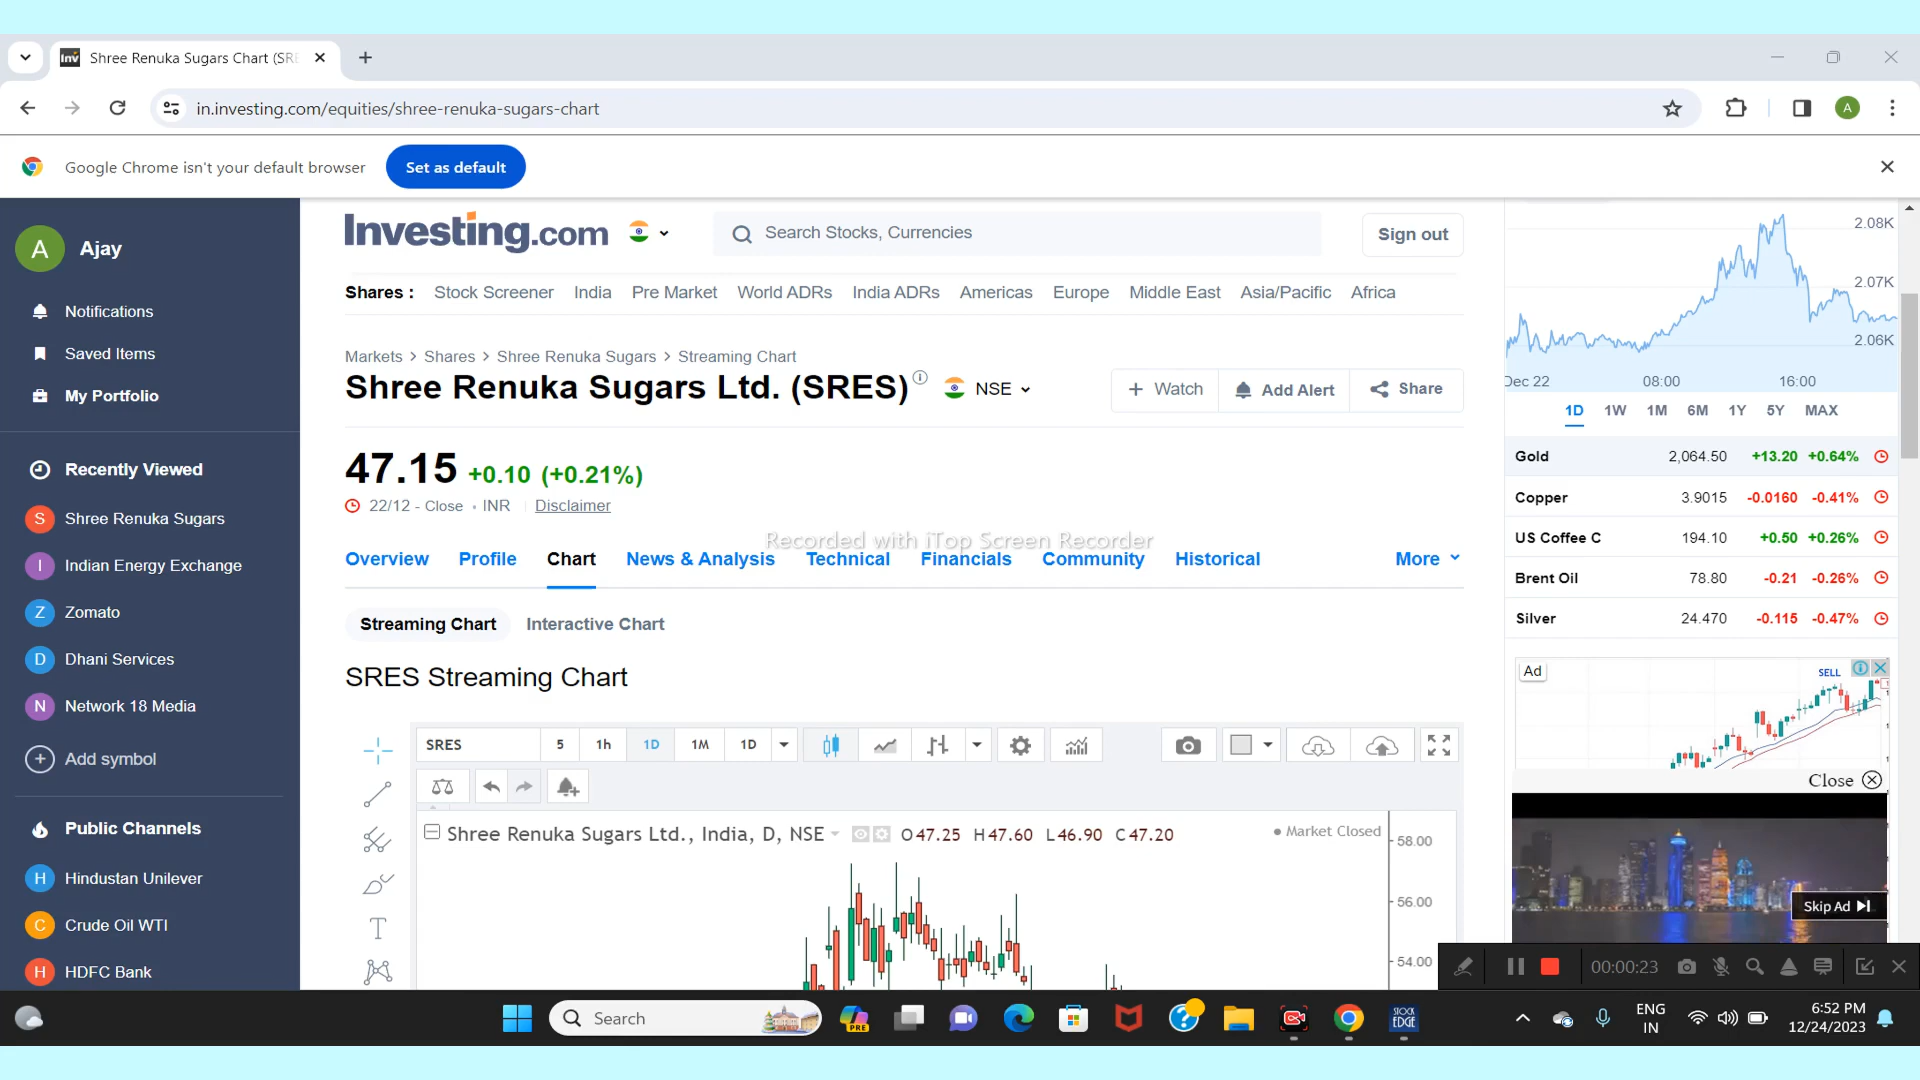 Shree Renuka Sugars Chart (SRE
in.investing.com/equities/shree-renuka-sugars-chart
A
Google Chrome isn't your default browser
Set as default
A
Ajay
Notifications
Saved Items
My Portfolio
Recently Viewed
S Shree Renuka Sugars
I Indian Energy Exchange
Z Zomato
D Dhani Services
N Network 18 Media
+ Add symbol
Public Channels
H Hindustan Unilever
C Crude Oil WTI
H HDFC Bank
Investing.com
Search Stocks, Currencies
Sign out
Shares : Stock Screener India Pre Market World ADRs India ADRs Americas Europe Middle East Asia/Pacific Africa
Markets > Shares > Shree Renuka Sugars > Streaming Chart
Shree Renuka Sugars Ltd. (SRES)
NSE
+ Watch
Add Alert
Share
47.15 +0.10 (+0.21%)
22/12 - Close • INR
Disclaimer
Recorded with iTop Screen Recorder
Overview Profile Chart News & Analysis Technical Financials Community Historical More
Streaming Chart Interactive Chart
SRES Streaming Chart
SRES 5 1h 1D 1M 1D
Shree Renuka Sugars Ltd., India, D, NSE O47.25 H47.60 L46.90 C47.20
• Market Closed
58.00
56.00
54.00
2.08K
2.07K
2.06K
Dec 22 08:00 16:00
1D 1W 1M 6M 1Y 5Y MAX
Gold 2,064.50 +13.20 +0.64%
Copper 3.9015 -0.0160 -0.41%
US Coffee C 194.10 +0.50 +0.26%
Brent Oil 78.80 -0.21 -0.26%
Silver 24.470 -0.115 -0.47%
Ad
SELL
Close
Skip Ad
00:00:23
Search
PRE
STOCK EDGE
ENG
IN
6:52 PM
12/24/2023